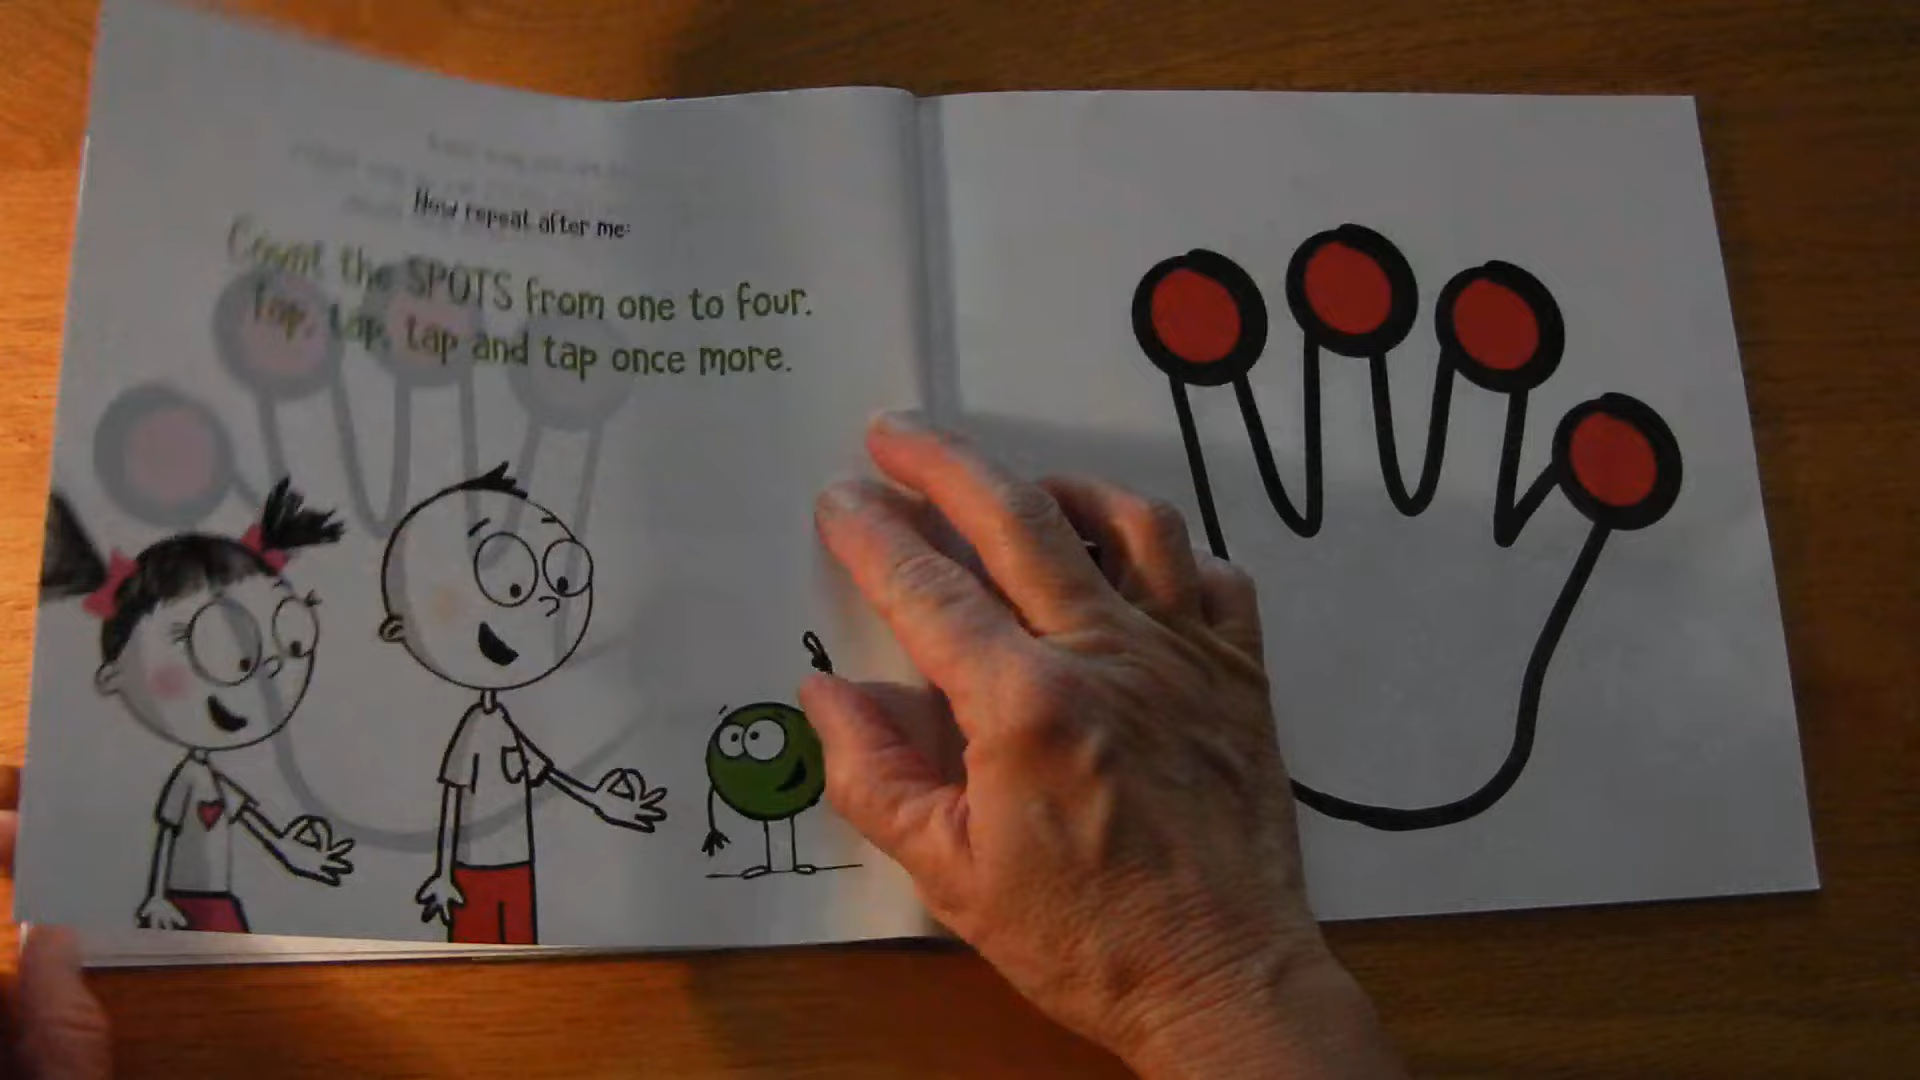 Now repeat after me:
Count the SPOTS from one to four.
Tap, tap, tap and tap once more.